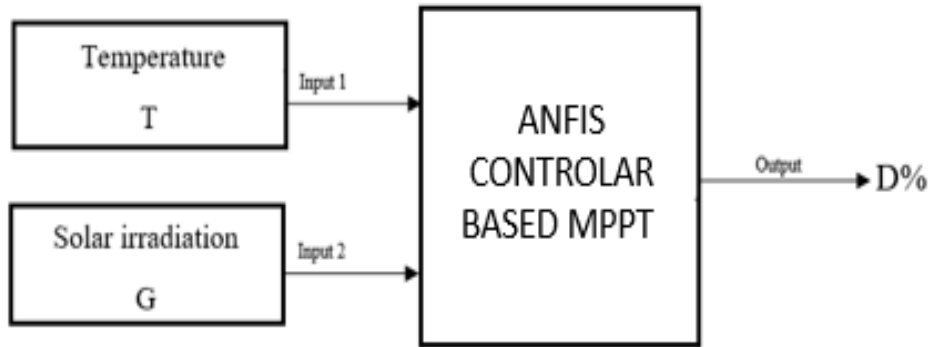 Temperature
T
Input 1
Solar irradiation
G
Input 2
ANFIS
CONTROLAR
BASED MPPT
Output
D%